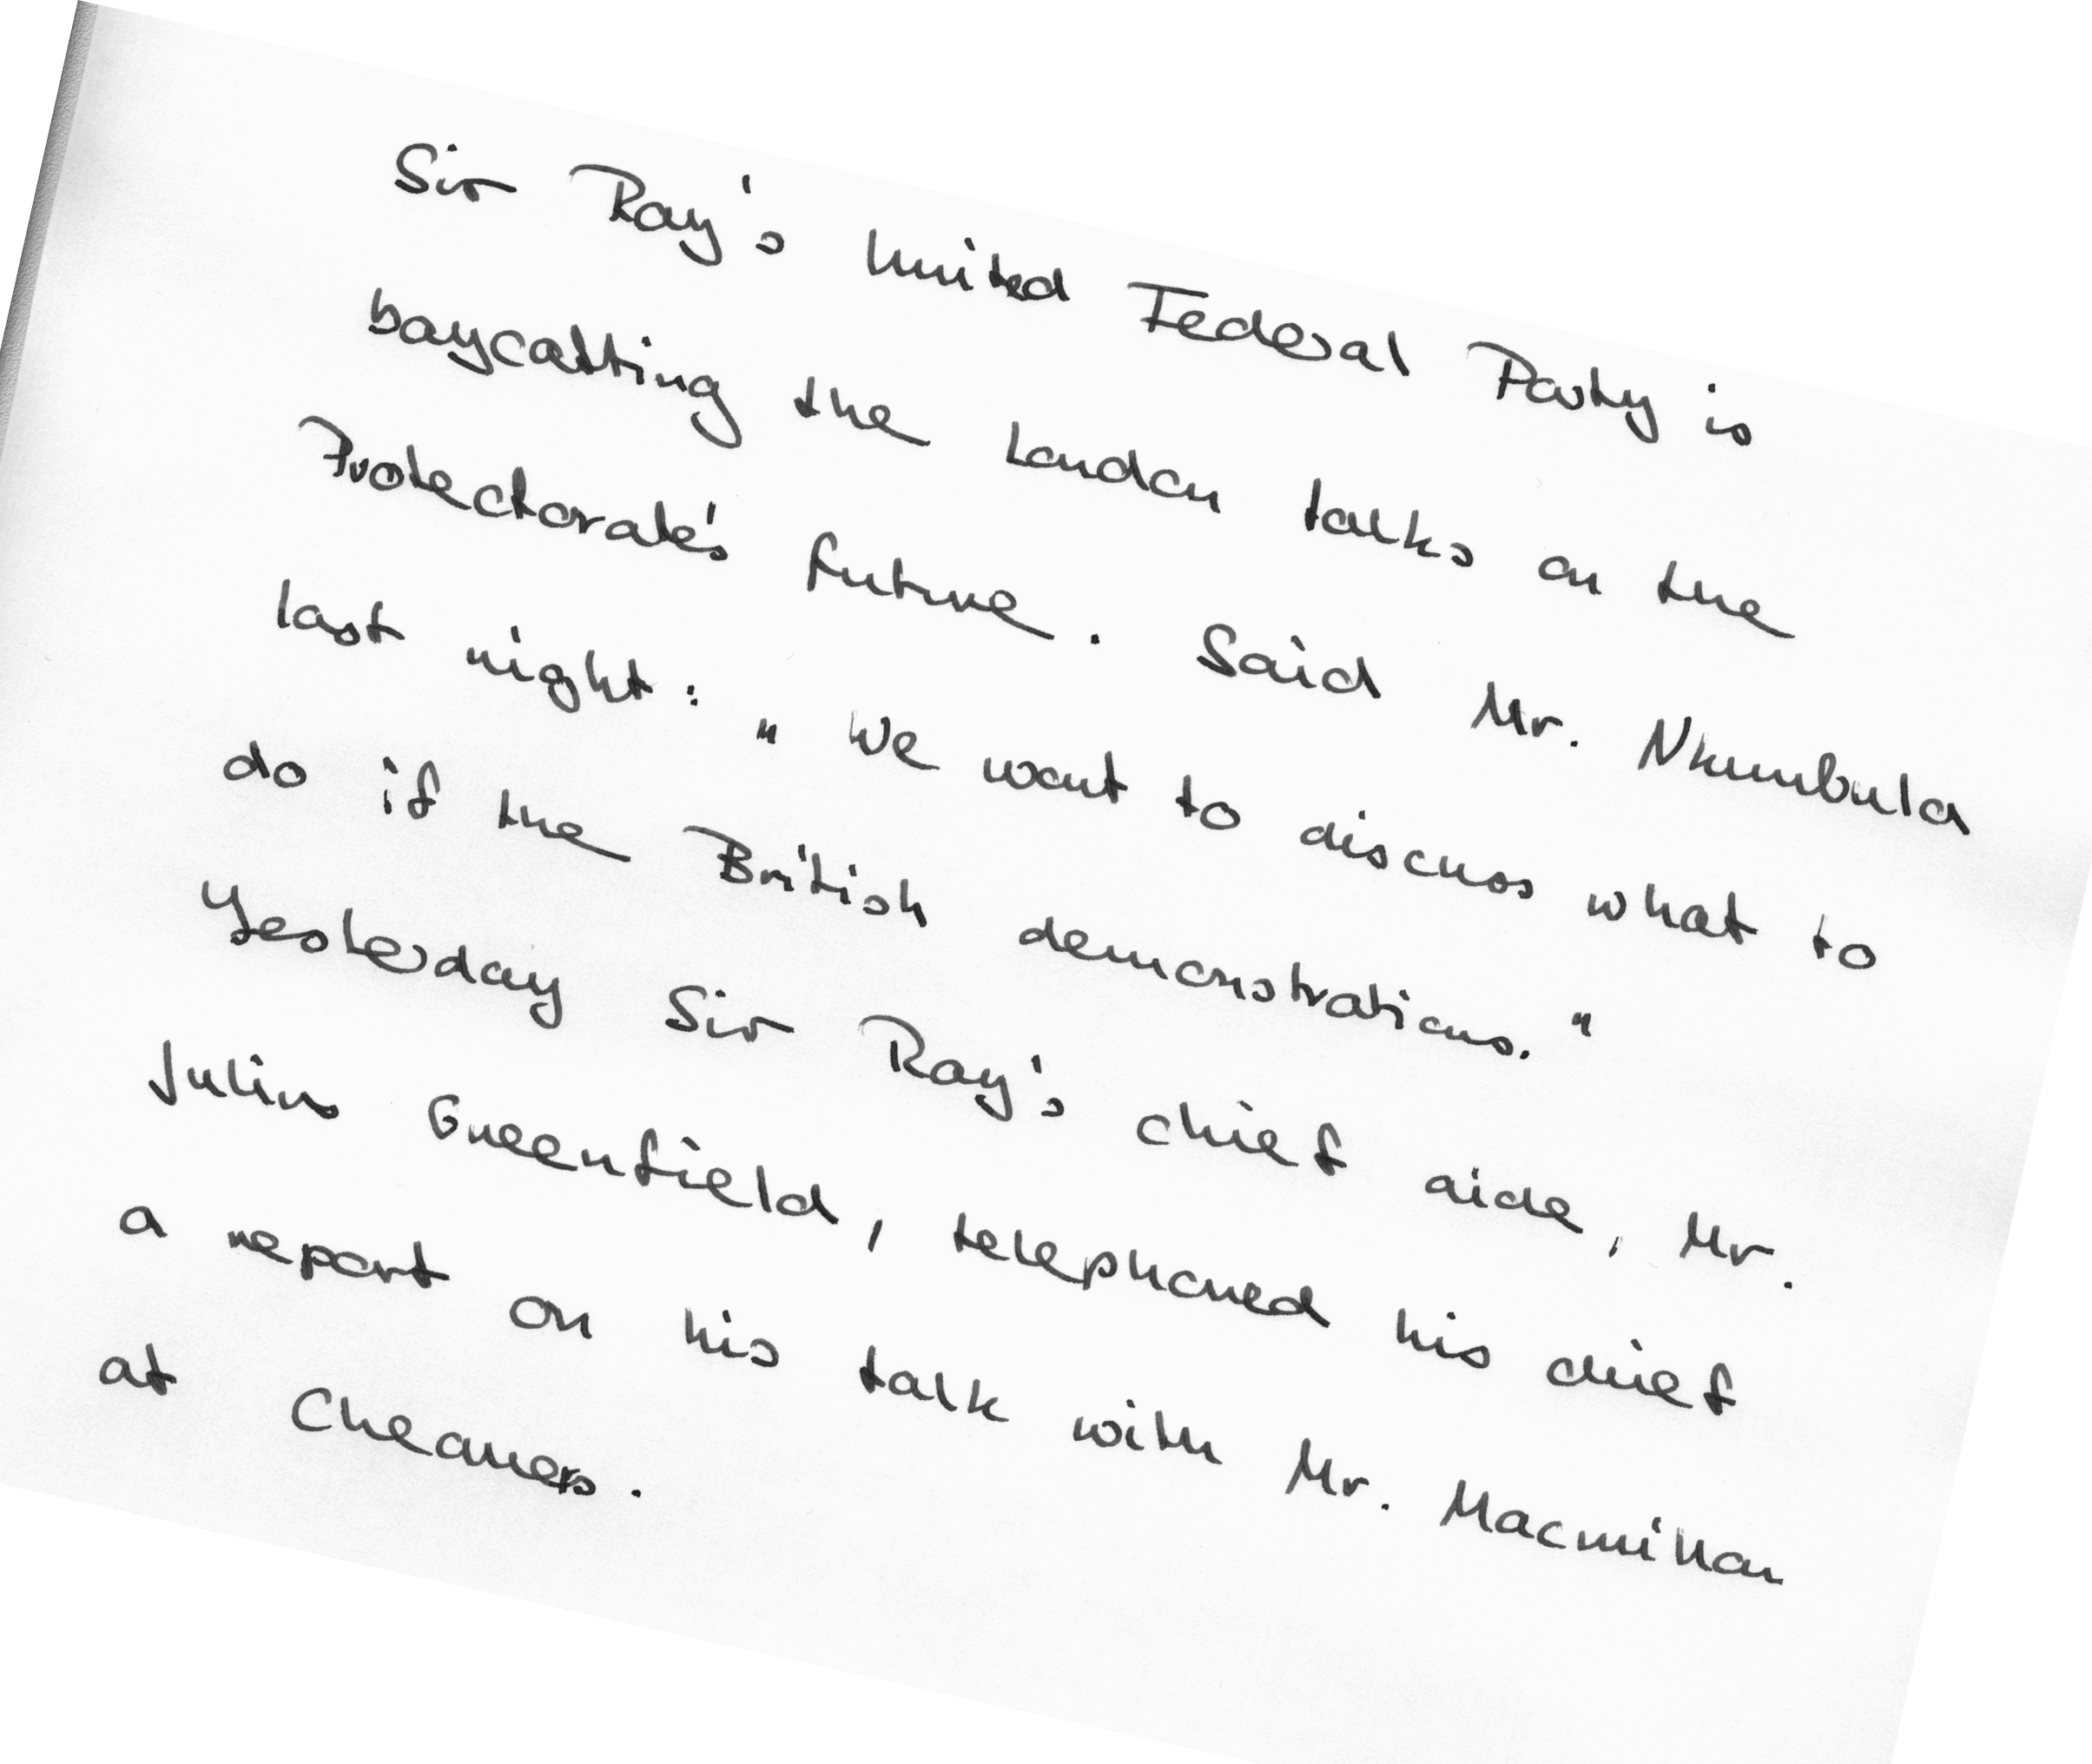 Sir Roy's United Federal Party is
boycotting the London talks on the
Protectorate's future. Said Mr. Nkumbula
last night: "We want to discuss what to
do if the British demonstrations."
Yesterday Sir Roy's chief aide, Mr.
Julius Greenfield, telephoned his chief
a report on his talk with Mr. Macmillan
at Chequers.